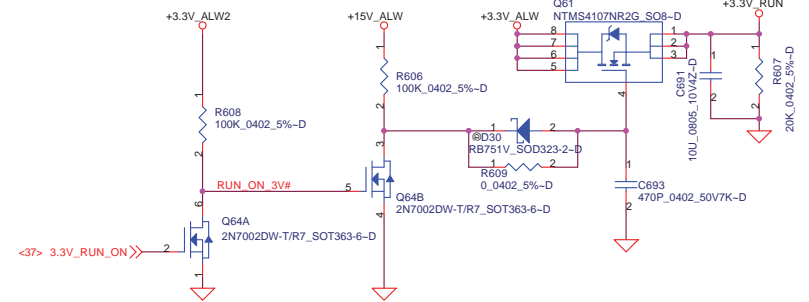 +3.3V_ALW2
+15V_ALW
+3.3V_ALW
Q61
NTMS4107NR2G_SO8~D
+3.3V_RUN
8
7
6
5
1
2
3
4
1
R606
100K_0402_5%~D
2
1
R608
100K_0402_5%~D
2
C691
10U_0805_10V4Z~D
1
2
R607
20K_0402_5%~D
1
2
@D30
RB751V_SOD323-2~D
1
2
1
2
R609
0_0402_5%~D
RUN_ON_3V#
5
3
4
Q64B
2N7002DW-T/R7_SOT363-6~D
1
C693
470P_0402_50V7K~D
2
6
Q64A
2N7002DW-T/R7_SOT363-6~D
<37> 3.3V_RUN_ON
2
1